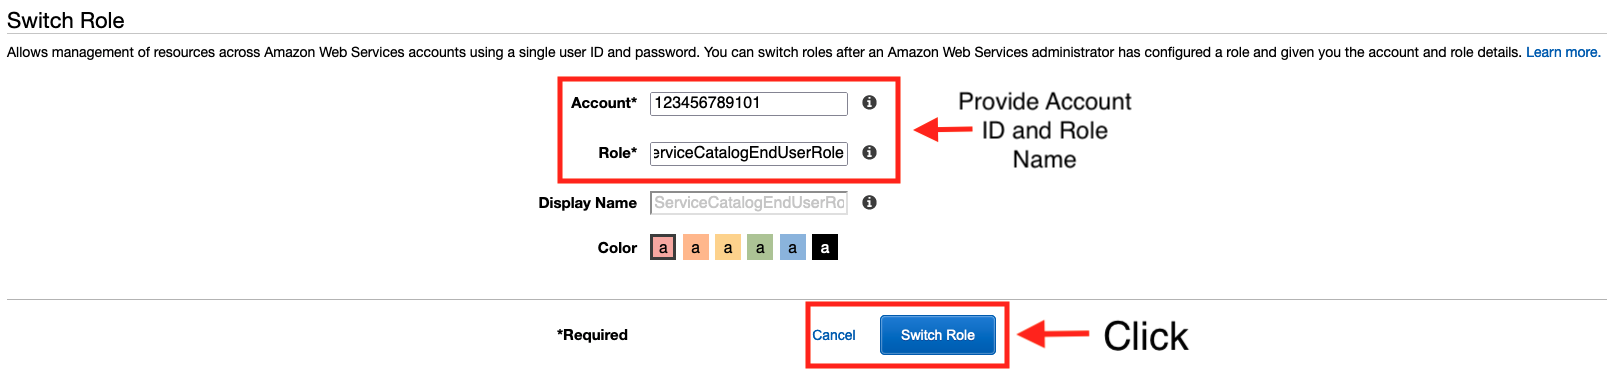 Switch Role
Allows management of resources across Amazon Web Services accounts using a single user ID and password. You can switch roles after an Amazon Web Services administrator has configured a role and given you the account and role details. Learn more.
Account* 123456789101
Provide Account
ID and Role
Name
Role* erviceCatalogEndUserRole
Display Name ServiceCatalogEndUserRo
Color a a a a a a
*Required Cancel Switch Role Click